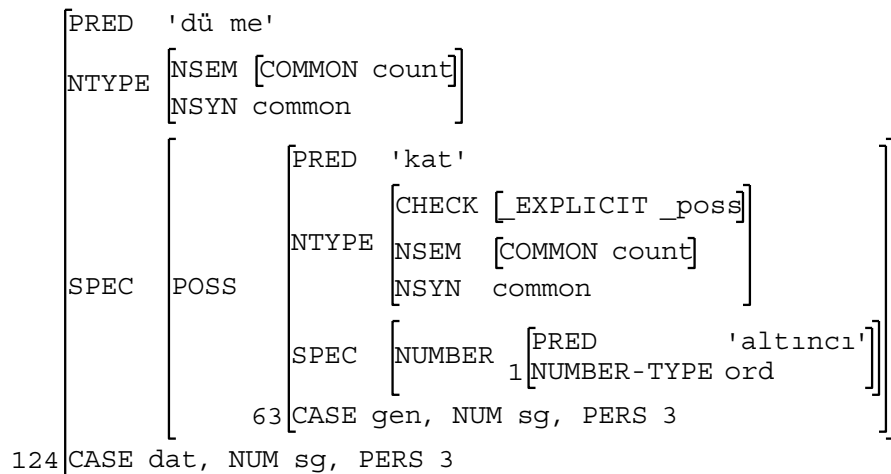 PRED 'dü me'
NTYPE NSEM COMMON count
NSYN common
PRED 'kat'
CHECK _EXPLICIT _poss
NTYPE NSEM COMMON count
NSYN common
SPEC POSS
SPEC NUMBER 1 PRED 'altıncı'
NUMBER-TYPE ord
63 CASE gen, NUM sg, PERS 3
124 CASE dat, NUM sg, PERS 3